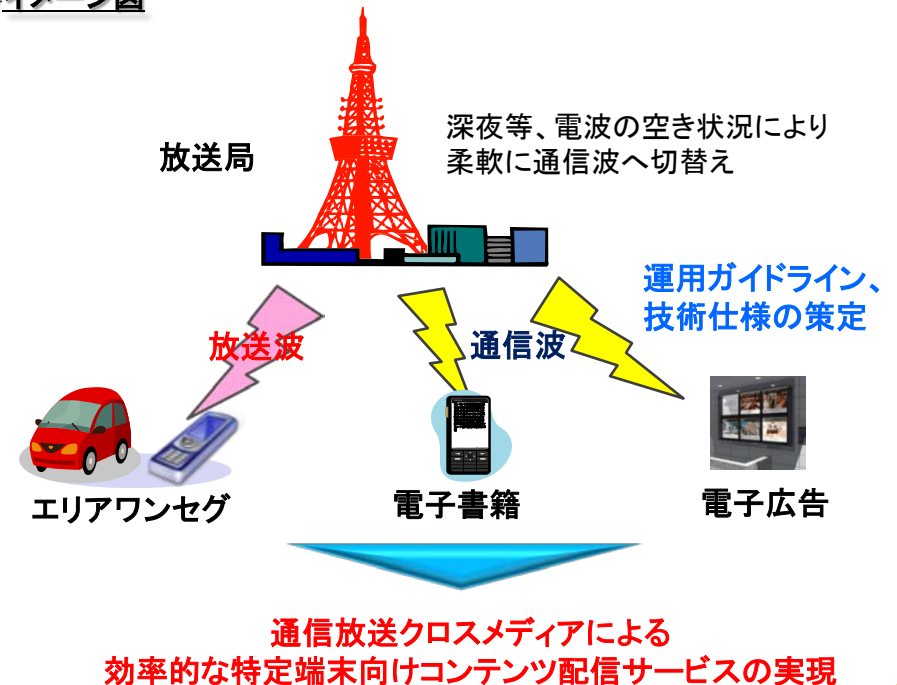 イメージ図
放送局
深夜等、電波の空き状況により
柔軟に通信波へ切替え
運用ガイドライン、
技術仕様の策定
放送波
通信波
エリアワンセグ
電子書籍
電子広告
通信放送クロスメディアによる
効率的な特定端末向けコンテンツ配信サービスの実現